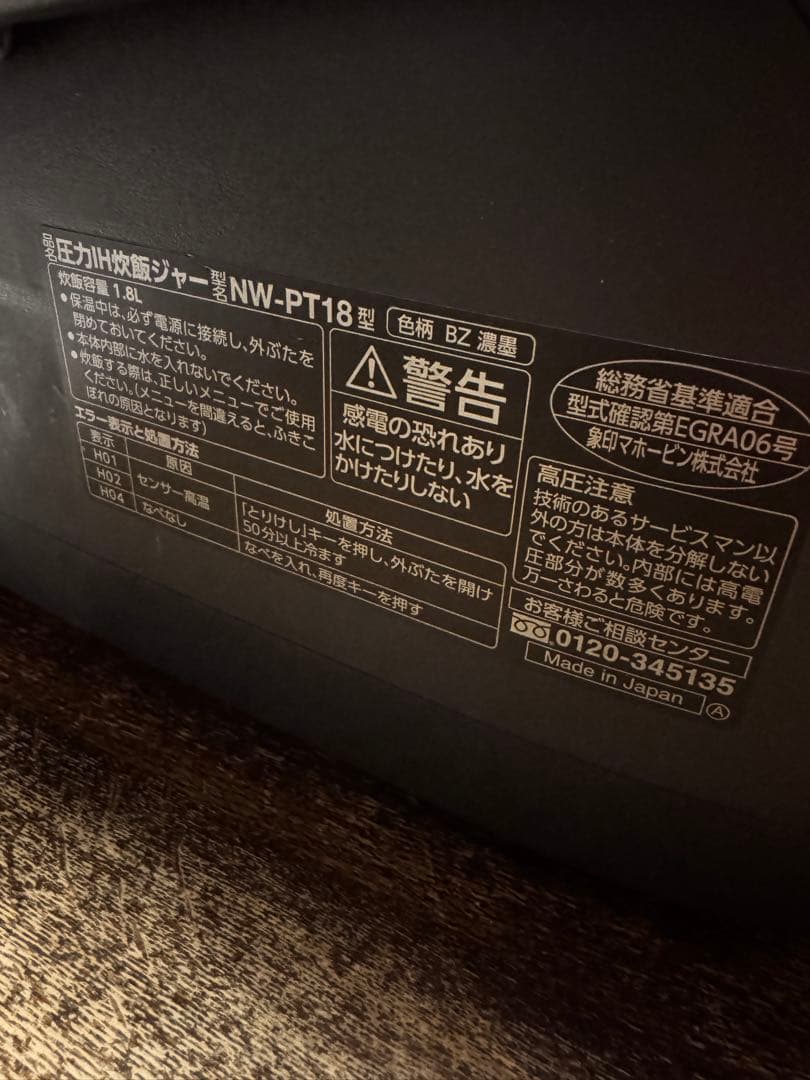 品名 圧力IH炊飯ジャー 型名 NW-PT18型 色柄 BZ 濃墨
炊飯容量 1.8L
•保温中は、必ず電源に接続し、外ぶたを
閉めておいてください。
•本体内部に水を入れないでください。
•炊飯する際は、正しいメニューでご使用
ください。(メニューを間違えると、ふきこ
ぼれの原因となります)
エラー表示と処置方法
表示 原因 処置方法
H01
H02 センサー高温 「とりけし」キーを押し、外ぶたを開け
50分以上冷ます
H04 なべなし なべを入れ、再度キーを押す
警告
感電の恐れあり
水につけたり、水を
かけたりしない
総務省基準適合
型式確認第EGRA06号
象印マホービン株式会社
高圧注意
技術のあるサービスマン以
外の方は本体を分解しない
でください。内部には高電
圧部分が数多くあります。
万一さわると危険です。
お客様ご相談センター
0120-345135
Made in Japan
A